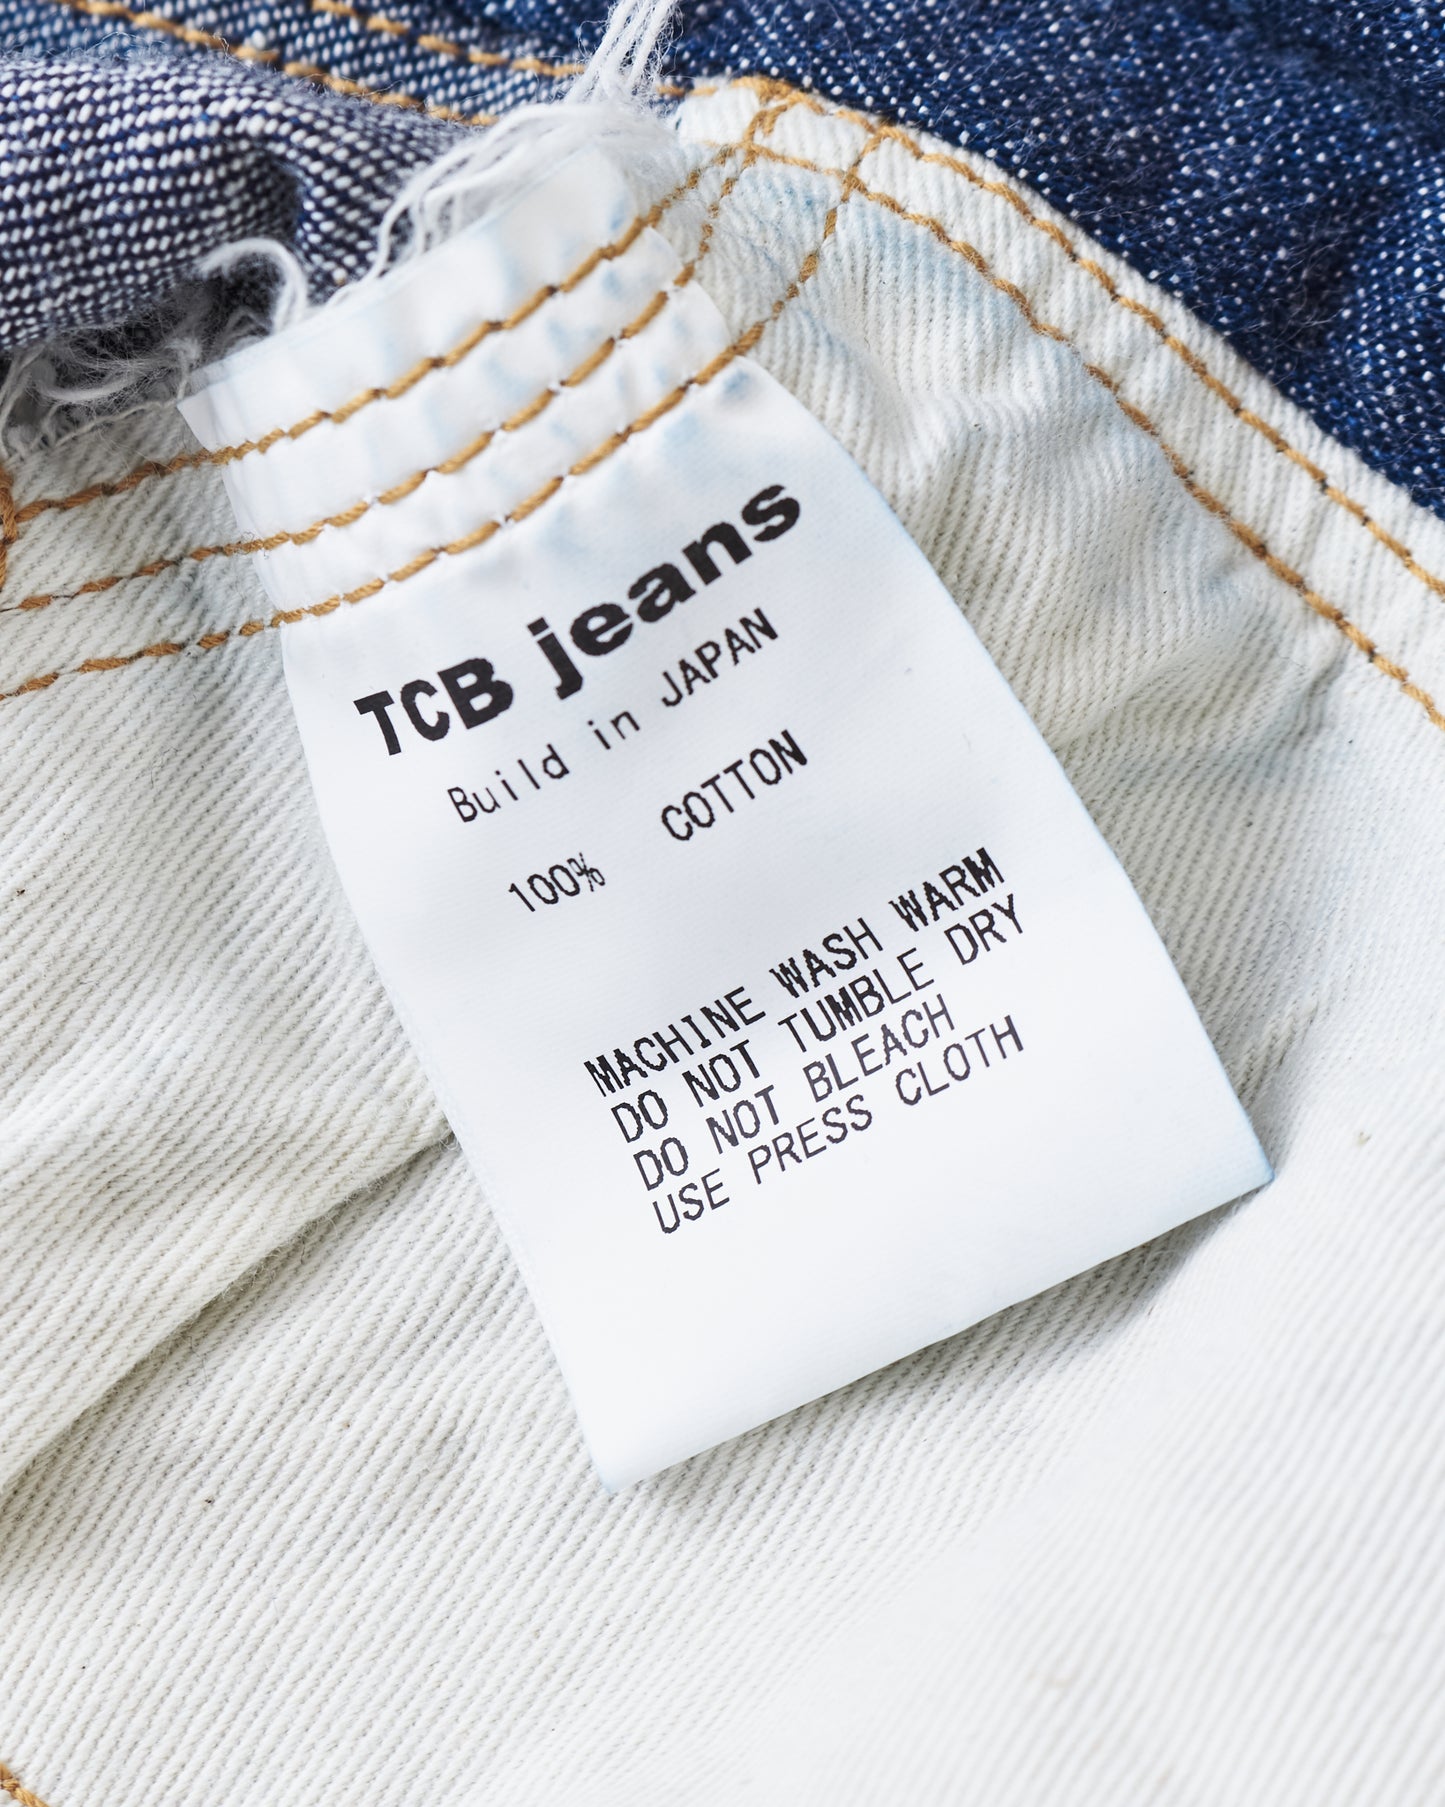 TCB jeans
Build in JAPAN
100% COTTON
MACHINE WASH WARM
DO NOT TUMBLE DRY
DO NOT BLEACH
USE PRESS CLOTH